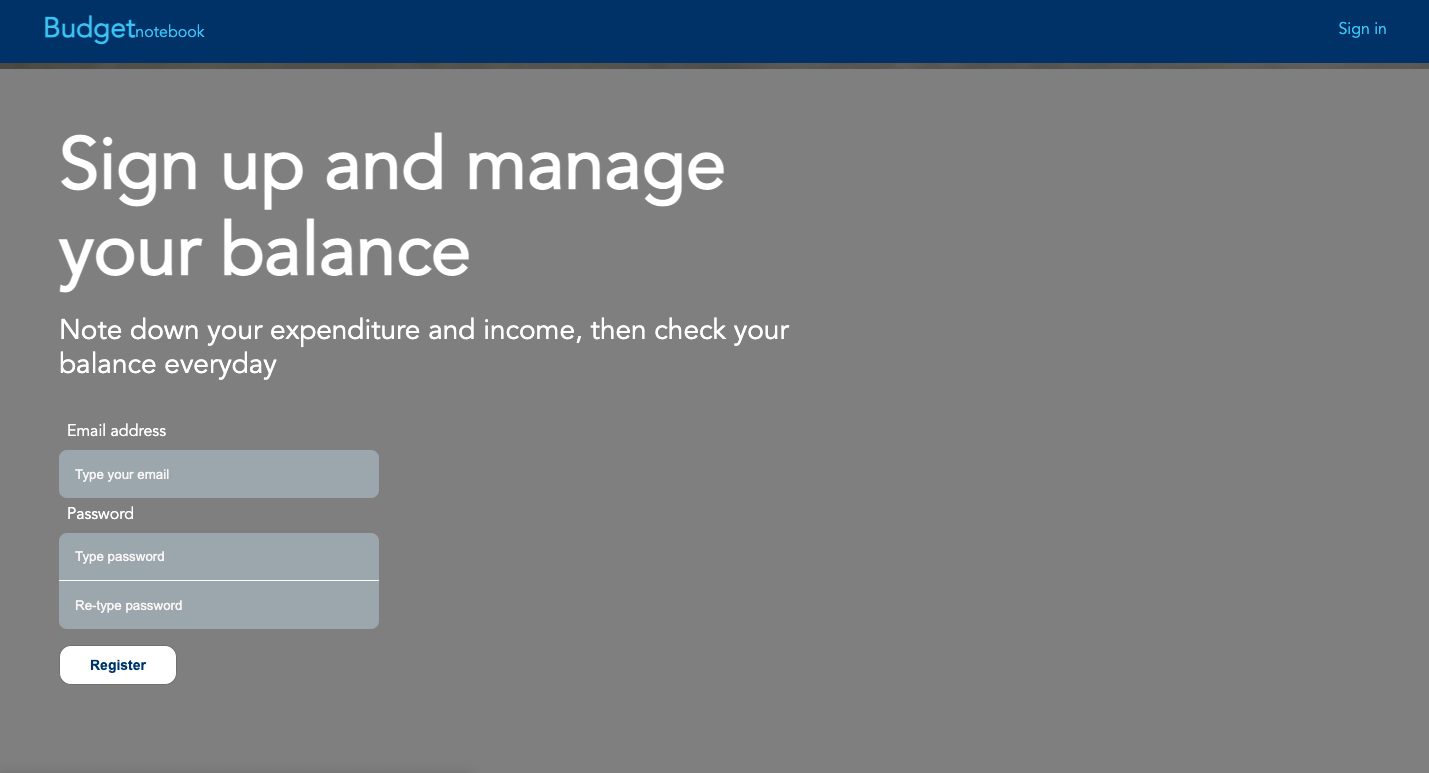 Budgetnotebook
Sign in
Sign up and manage
your balance
Note down your expenditure and income, then check your
balance everyday
Email address
Type your email
Password
Type password
Re-type password
Register